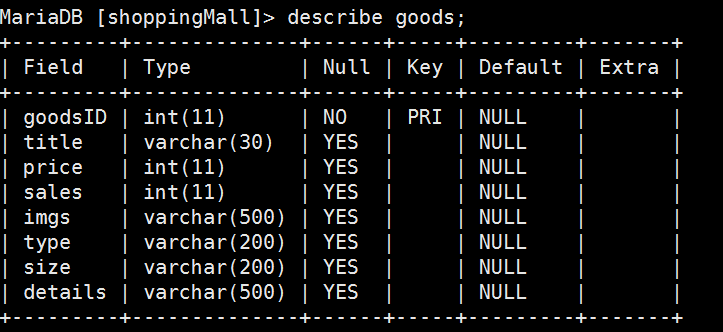 MariaDB [shoppingMall]> describe goods;
+---------+--------------+------+-----+---------+-------+
| Field   | Type         | Null | Key | Default | Extra |
+---------+--------------+------+-----+---------+-------+
| goodsID | int(11)      | NO   | PRI | NULL    |       |
| title   | varchar(30)  | YES  |     | NULL    |       |
| price   | int(11)      | YES  |     | NULL    |       |
| sales   | int(11)      | YES  |     | NULL    |       |
| imgs    | varchar(500) | YES  |     | NULL    |       |
| type    | varchar(200) | YES  |     | NULL    |       |
| size    | varchar(200) | YES  |     | NULL    |       |
| details | varchar(500) | YES  |     | NULL    |       |
+---------+--------------+------+-----+---------+-------+